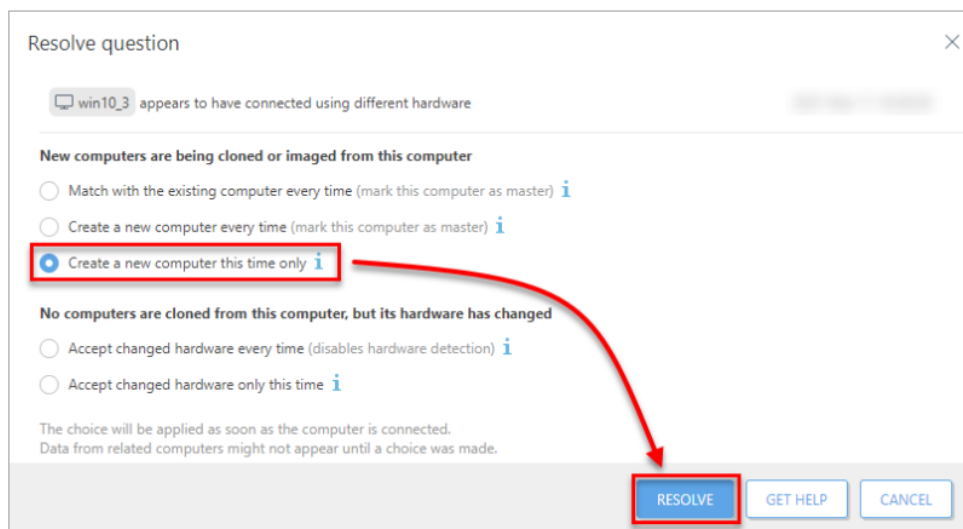 Resolve question
win10_3 appears to have connected using different hardware
New computers are being cloned or imaged from this computer
Match with the existing computer every time (mark this computer as master) i
Create a new computer every time (mark this computer as master) i
Create a new computer this time only i
No computers are cloned from this computer, but its hardware has changed
Accept changed hardware every time (disables hardware detection) i
Accept changed hardware only this time i
The choice will be applied as soon as the computer is connected.
Data from related computers might not appear until a choice was made.
RESOLVE GET HELP CANCEL